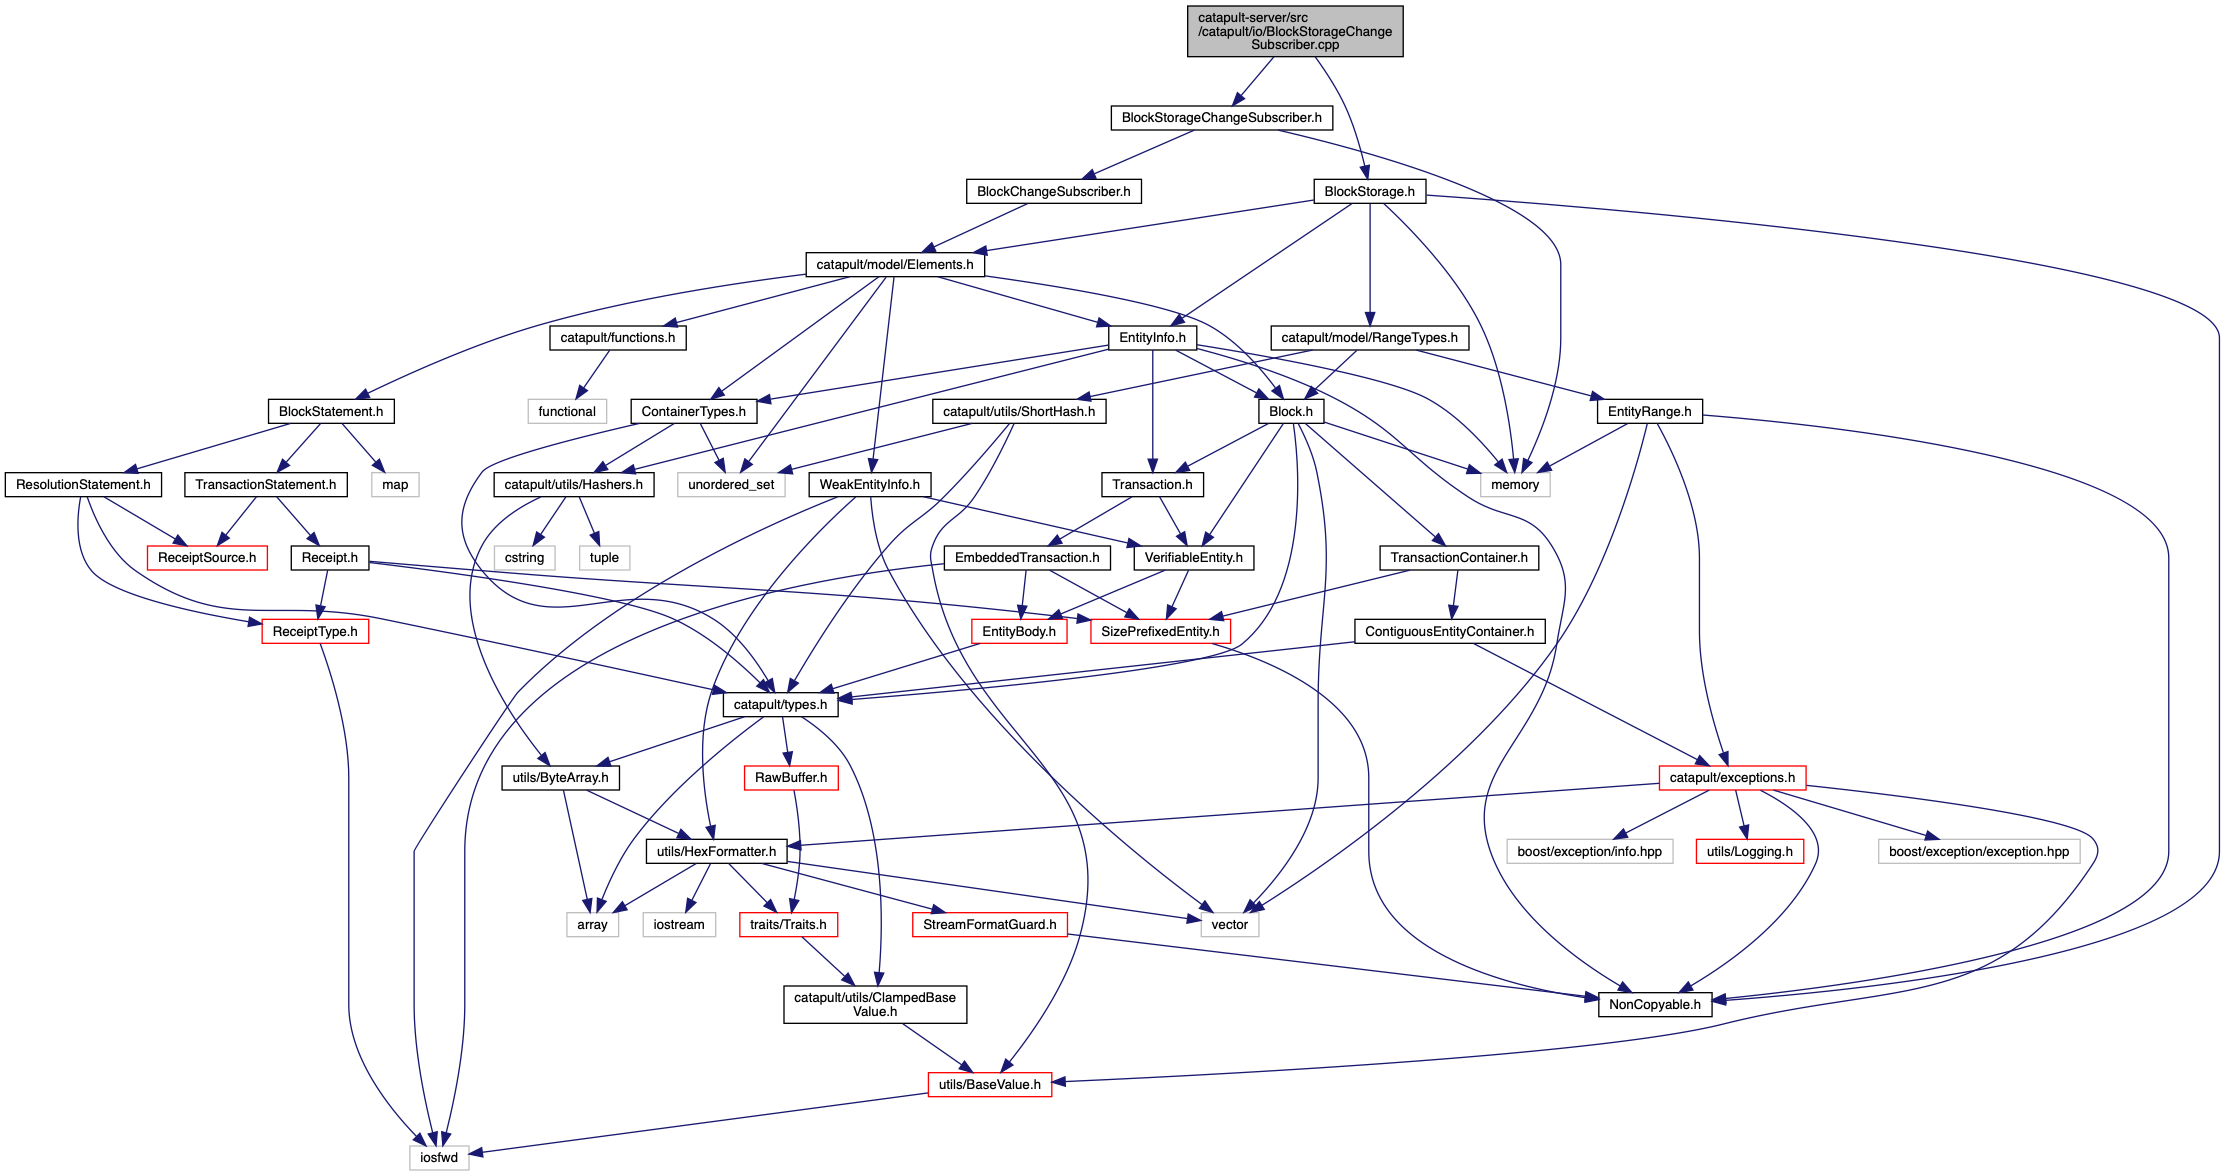 catapult-server/src
/catapult/io/BlockStorageChange
Subscriber.cpp
BlockStorageChangeSubscriber.h
BlockChangeSubscriber.h
BlockStorage.h
catapult/model/Elements.h
catapult/functions.h
EntityInfo.h
catapult/model/RangeTypes.h
BlockStatement.h
functional
ContainerTypes.h
catapult/utils/ShortHash.h
Block.h
EntityRange.h
ResolutionStatement.h
TransactionStatement.h
map
catapult/utils/Hashers.h
unordered_set
WeakEntityInfo.h
Transaction.h
memory
ReceiptSource.h
Receipt.h
cstring
tuple
EmbeddedTransaction.h
VerifiableEntity.h
TransactionContainer.h
ReceiptType.h
EntityBody.h
SizePrefixedEntity.h
ContiguousEntityContainer.h
catapult/types.h
utils/ByteArray.h
RawBuffer.h
catapult/exceptions.h
utils/HexFormatter.h
boost/exception/info.hpp
utils/Logging.h
boost/exception/exception.hpp
array
iostream
traits/Traits.h
StreamFormatGuard.h
vector
catapult/utils/ClampedBase
Value.h
NonCopyable.h
utils/BaseValue.h
iosfwd